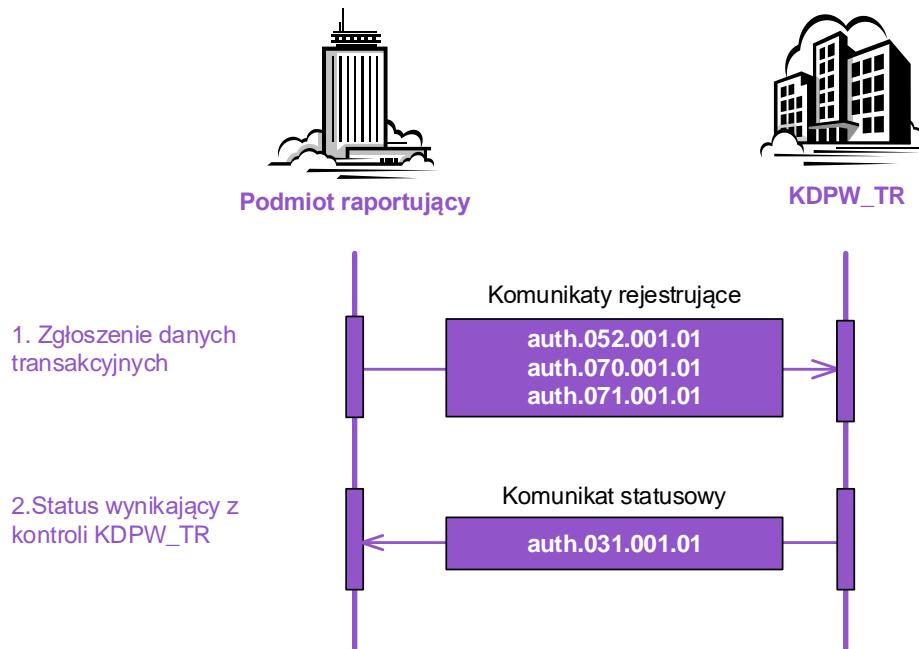 Podmiot raportujący
KDPW_TR
Komunikaty rejestrujące
1. Zgłoszenie danych
transakcyjnych
auth.052.001.01
auth.070.001.01
auth.071.001.01
2.Status wynikający z
kontroli KDPW_TR
Komunikat statusowy
auth.031.001.01